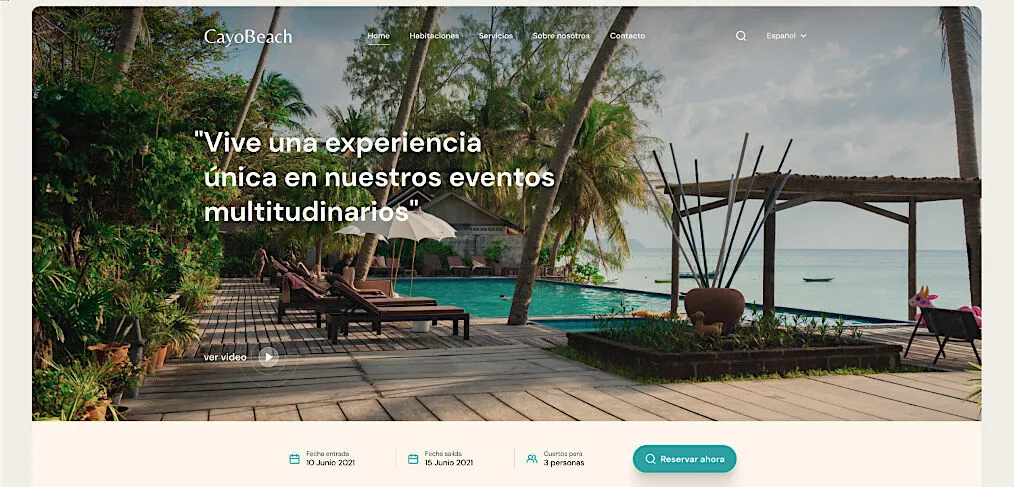 CayoBeach
Home Habitaciones Servicios Sobre nosotros Contacto
Español
"Vive una experiencia
única en nuestros eventos
multitudinarios"
ver video
Fecha entrada
10 Junio 2021
Fecha salida
15 Junio 2021
Cuartos para
3 personas
Reservar ahora